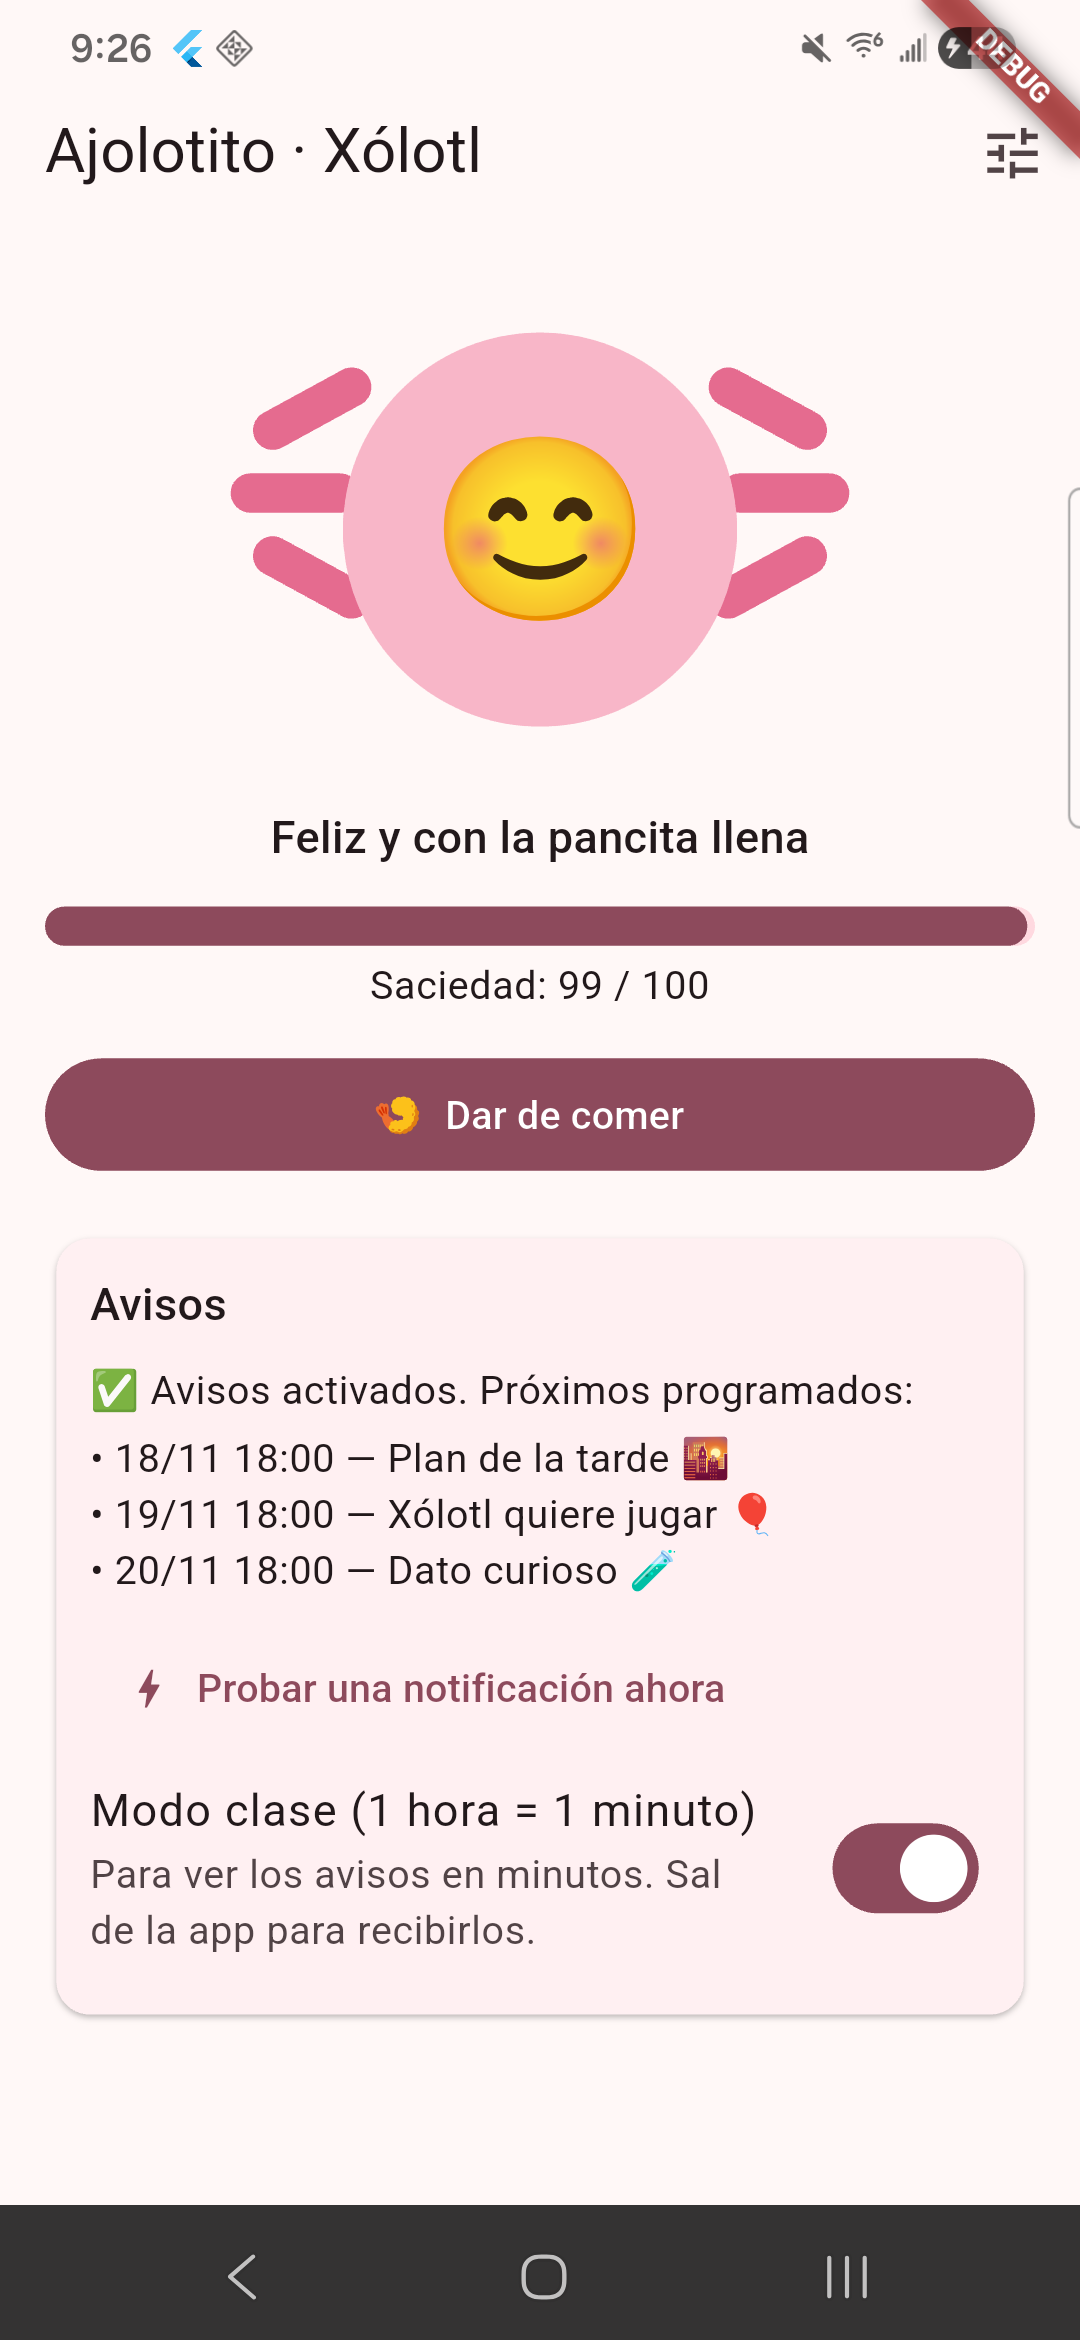 9:26
6
DEBUG
Ajolotito · Xólotl
Feliz y con la pancita llena
Saciedad: 99 / 100
🍤 Dar de comer
Avisos
✅ Avisos activados. Próximos programados:
• 18/11 18:00 — Plan de la tarde 🌇
• 19/11 18:00 — Xólotl quiere jugar 🎈
• 20/11 18:00 — Dato curioso 🧪
Probar una notificación ahora
Modo clase (1 hora = 1 minuto)
Para ver los avisos en minutos. Sal
de la app para recibirlos.